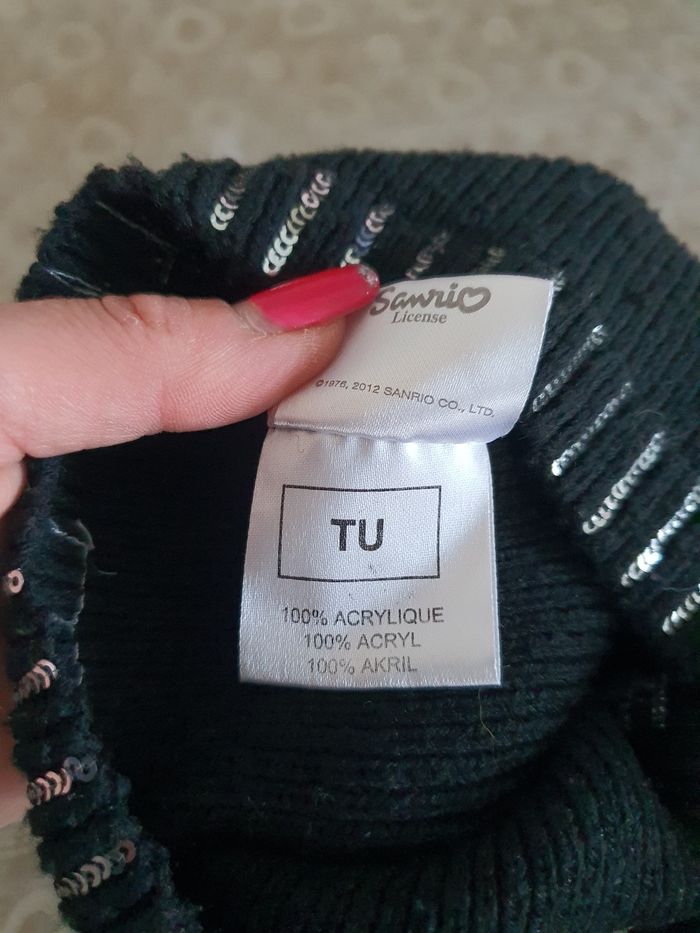 Sanrio
License
©1976, 2012 SANRIO CO., LTD.
TU
100% ACRYLIQUE
100% ACRYL
100% AKRIL